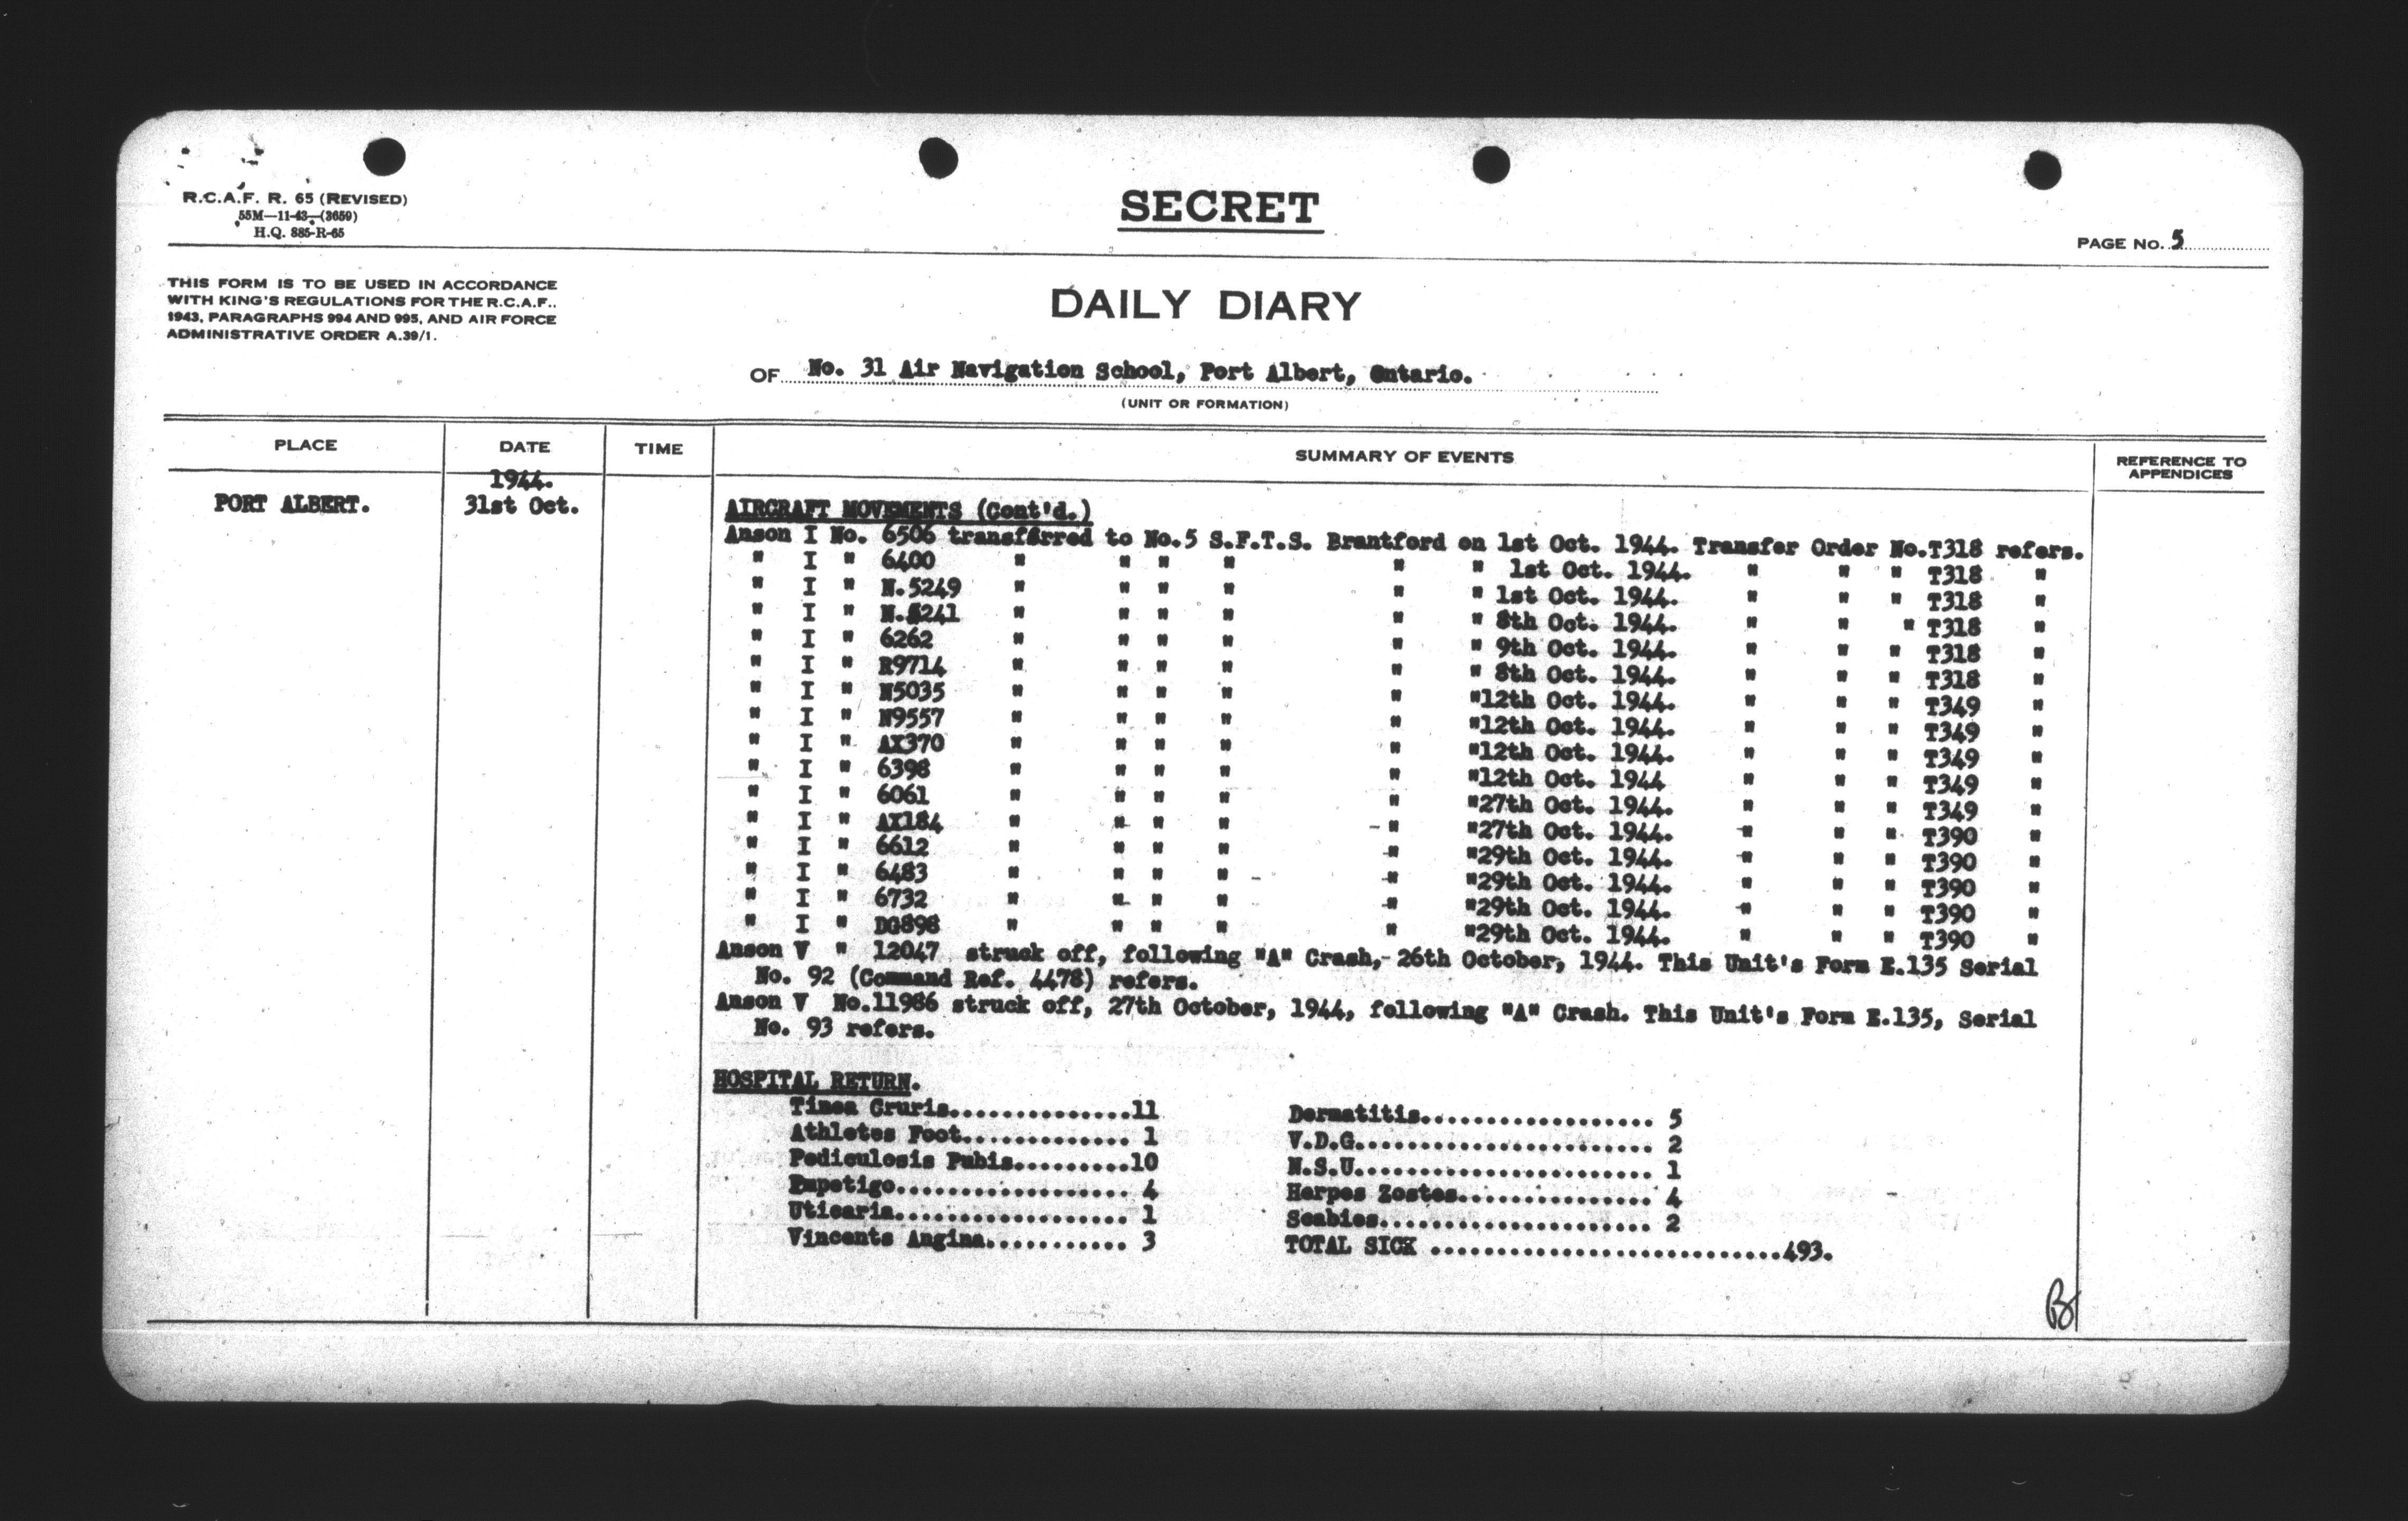 R.C.A.F. R. 65 (REVISED)
55M—11-43—(3659)
H.Q. 885-R-65
SECRET
PAGE NO. 5
THIS FORM IS TO BE USED IN ACCORDANCE
WITH KING'S REGULATIONS FOR THE R.C.A.F.,
1943, PARAGRAPHS 994 AND 995, AND AIR FORCE
ADMINISTRATIVE ORDER A.39/1.
DAILY DIARY
OF No. 31 Air Navigation School, Port Albert, Ontario.
(UNIT OR FORMATION)
PLACE DATE TIME SUMMARY OF EVENTS REFERENCE TO APPENDICES
1944.
PORT ALBERT. 31st Oct. AIRCRAFT MOVEMENTS (Cont'd.)
Anson I No. 6506 transferred to No.5 S.F.T.S. Brantford on 1st Oct. 1944. Transfer Order No.T318 refers.
" I " 6400 " " " " " " 1st Oct. 1944. " " " T318 "
" I " N.5249 " " " " " " 1st Oct. 1944. " " " T318 "
" I " N.5241 " " " " " " 8th Oct. 1944. " " " T318 "
" I " 6262 " " " " " " 9th Oct. 1944. " " " T318 "
" I " R9714 " " " " " " 8th Oct. 1944. " " " T318 "
" I " N5035 " " " " " "12th Oct. 1944. " " " T349 "
" I " N9557 " " " " " "12th Oct. 1944. " " " T349 "
" I " AX370 " " " " " "12th Oct. 1944. " " " T349 "
" I " 6398 " " " " " "12th Oct. 1944 " " " T349 "
" I " 6061 " " " " " "27th Oct. 1944. " " " T349 "
" I " AX184 " " " " " "27th Oct. 1944. " " " T390 "
" I " 6612 " " " " " "29th Oct. 1944. " " " T390 "
" I " 6483 " " " " " "29th Oct. 1944. " " " T390 "
" I " 6732 " " " " " "29th Oct. 1944. " " " T390 "
" I " DG898 " " " " " "29th Oct. 1944. " " " T390 "
Anson V " 12047 struck off, following "A" Crash,- 26th October, 1944. This Unit's Form E.135 Serial
No. 92 (Command Ref. 4478) refers.
Anson V No.11986 struck off, 27th October, 1944, following "A" Crash. This Unit's Form E.135, Serial
No. 93 refers.
HOSPITAL RETURN.
Tinea Cruris..............11 Dermatitis.................. 5
Athletes Foot............. 1 V.D.G....................... 2
Pediculosis Pubis.........10 N.S.U....................... 1
Empetigo.................. 4 Herpes Zostes............... 4
Uticaria.................. 1 Scabies..................... 2
Vincents Angina........... 3 TOTAL SICK ...........................493.